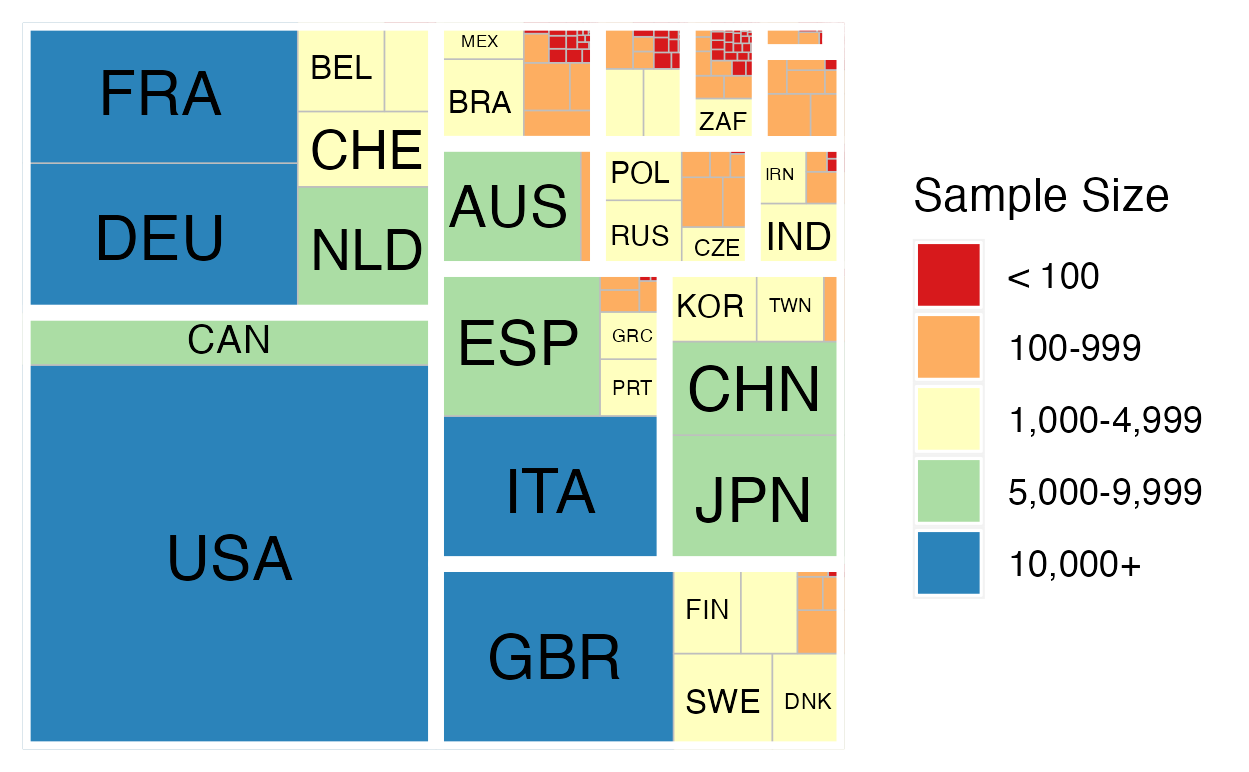 FRA
BEL
DEU
CHE
NLD
CAN
USA
MEX
BRA
ZAF
AUS
POL
RUS
CZE
IRN
IND
ESP
GRC
PRT
ITA
KOR
TWN
CHN
JPN
GBR
FIN
SWE
DNK
Sample Size
< 100
100-999
1,000-4,999
5,000-9,999
10,000+